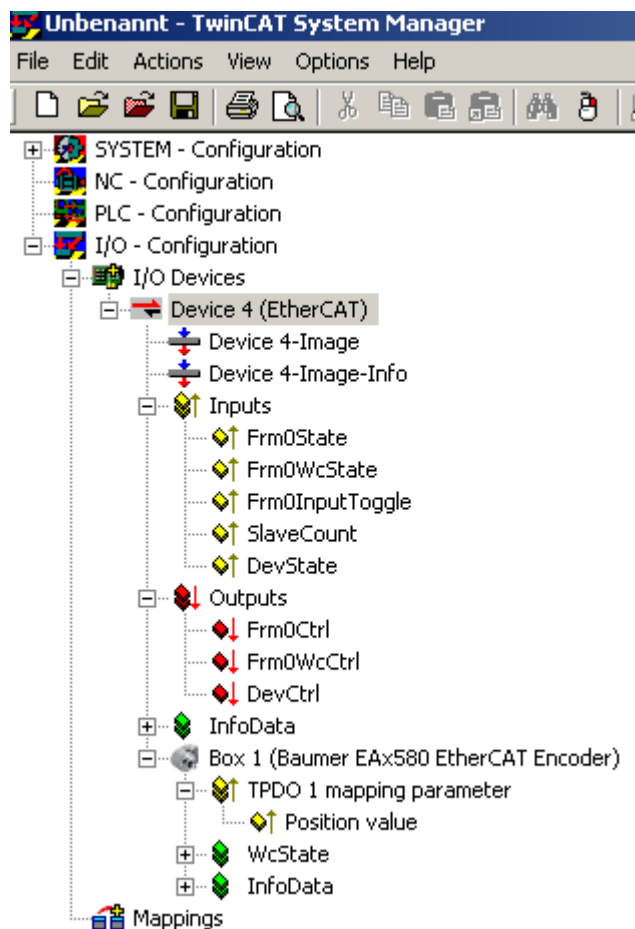 Unbenannt - TwinCAT System Manager
File Edit Actions View Options Help
SYSTEM - Configuration
NC - Configuration
PLC - Configuration
I/O - Configuration
I/O Devices
Device 4 (EtherCAT)
Device 4-Image
Device 4-Image-Info
Inputs
Frm0State
Frm0WcState
Frm0InputToggle
SlaveCount
DevState
Outputs
Frm0Ctrl
Frm0WcCtrl
DevCtrl
InfoData
Box 1 (Baumer EAx580 EtherCAT Encoder)
TPDO 1 mapping parameter
Position value
WcState
InfoData
Mappings